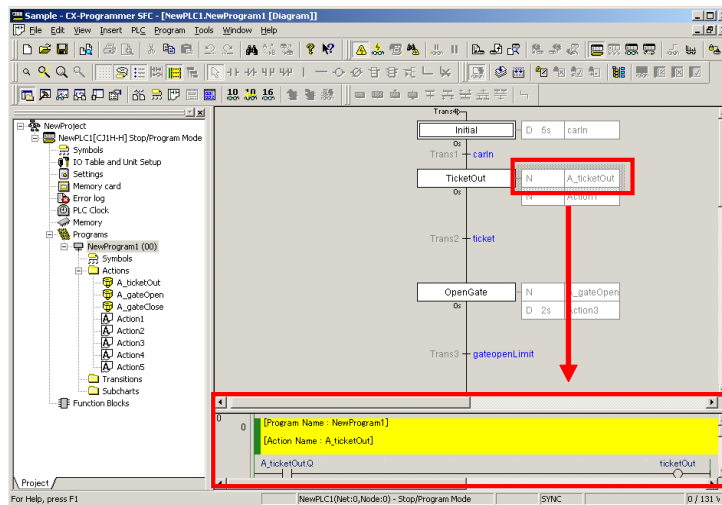 Sample - CX-Programmer SFC - [NewPLC1.NewProgram1 [Diagram]]
File Edit View Insert PLC Program Tools Window Help
10 16
NewProject
NewPLC1[CJ1H-H] Stop/Program Mode
Symbols
IO Table and Unit Setup
Settings
Memory card
Error log
PLC Clock
Memory
Programs
NewProgram1 (00)
Symbols
Actions
A_ticketOut
A_gateOpen
A_gateClose
Action1
Action2
Action3
Action4
Action5
Transitions
Subcharts
Function Blocks
Project
Trans4
Initial D 6s carIn
0s
Trans1 carIn
TicketOut N A_ticketOut
0s N Action1
Trans2 ticket
OpenGate N A_gateOpen
0s D 2s Action3
Trans3 gateopenLimit
0 0 [Program Name : NewProgram1]
[Action Name : A_ticketOut]
A_ticketOut.Q ticketOut
For Help, press F1 NewPLC1(Net:0,Node:0) - Stop/Program Mode SYNC 0 / 131